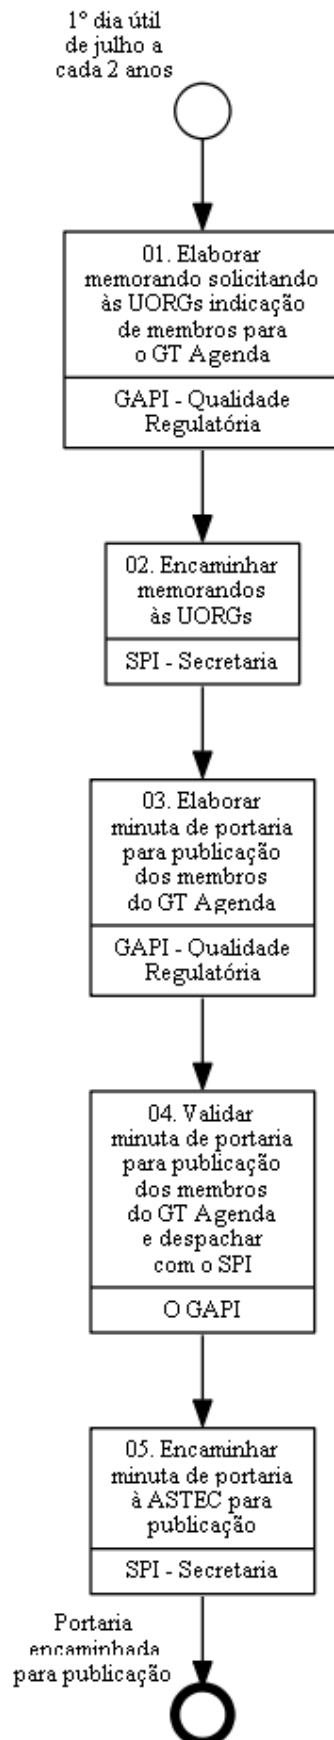 1º dia útil
de julho a
cada 2 anos
01. Elaborar
memorando solicitando
às UORGs indicação
de membros para
o GT Agenda
GAPI - Qualidade
Regulatória
02. Encaminhar
memorandos
às UORGs
SPI - Secretaria
03. Elaborar
minuta de portaria
para publicação
dos membros
do GT Agenda
GAPI - Qualidade
Regulatória
04. Validar
minuta de portaria
para publicação
dos membros
do GT Agenda
e despachar
com o SPI
O GAPI
05. Encaminhar
minuta de portaria
à ASTEC para
publicação
SPI - Secretaria
Portaria
encaminhada
para publicação